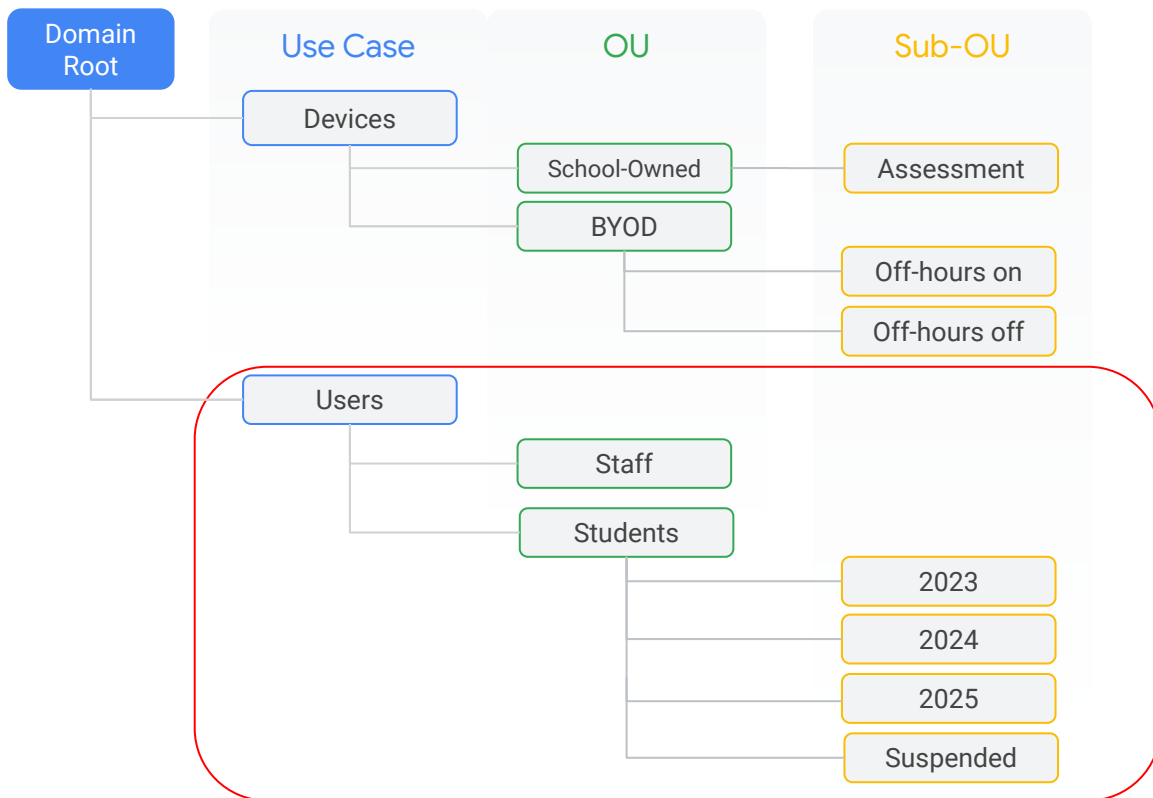 Domain
Root
Use Case
OU
Sub-OU
Devices
School-Owned
Assessment
BYOD
Off-hours on
Off-hours off
Users
Staff
Students
2023
2024
2025
Suspended